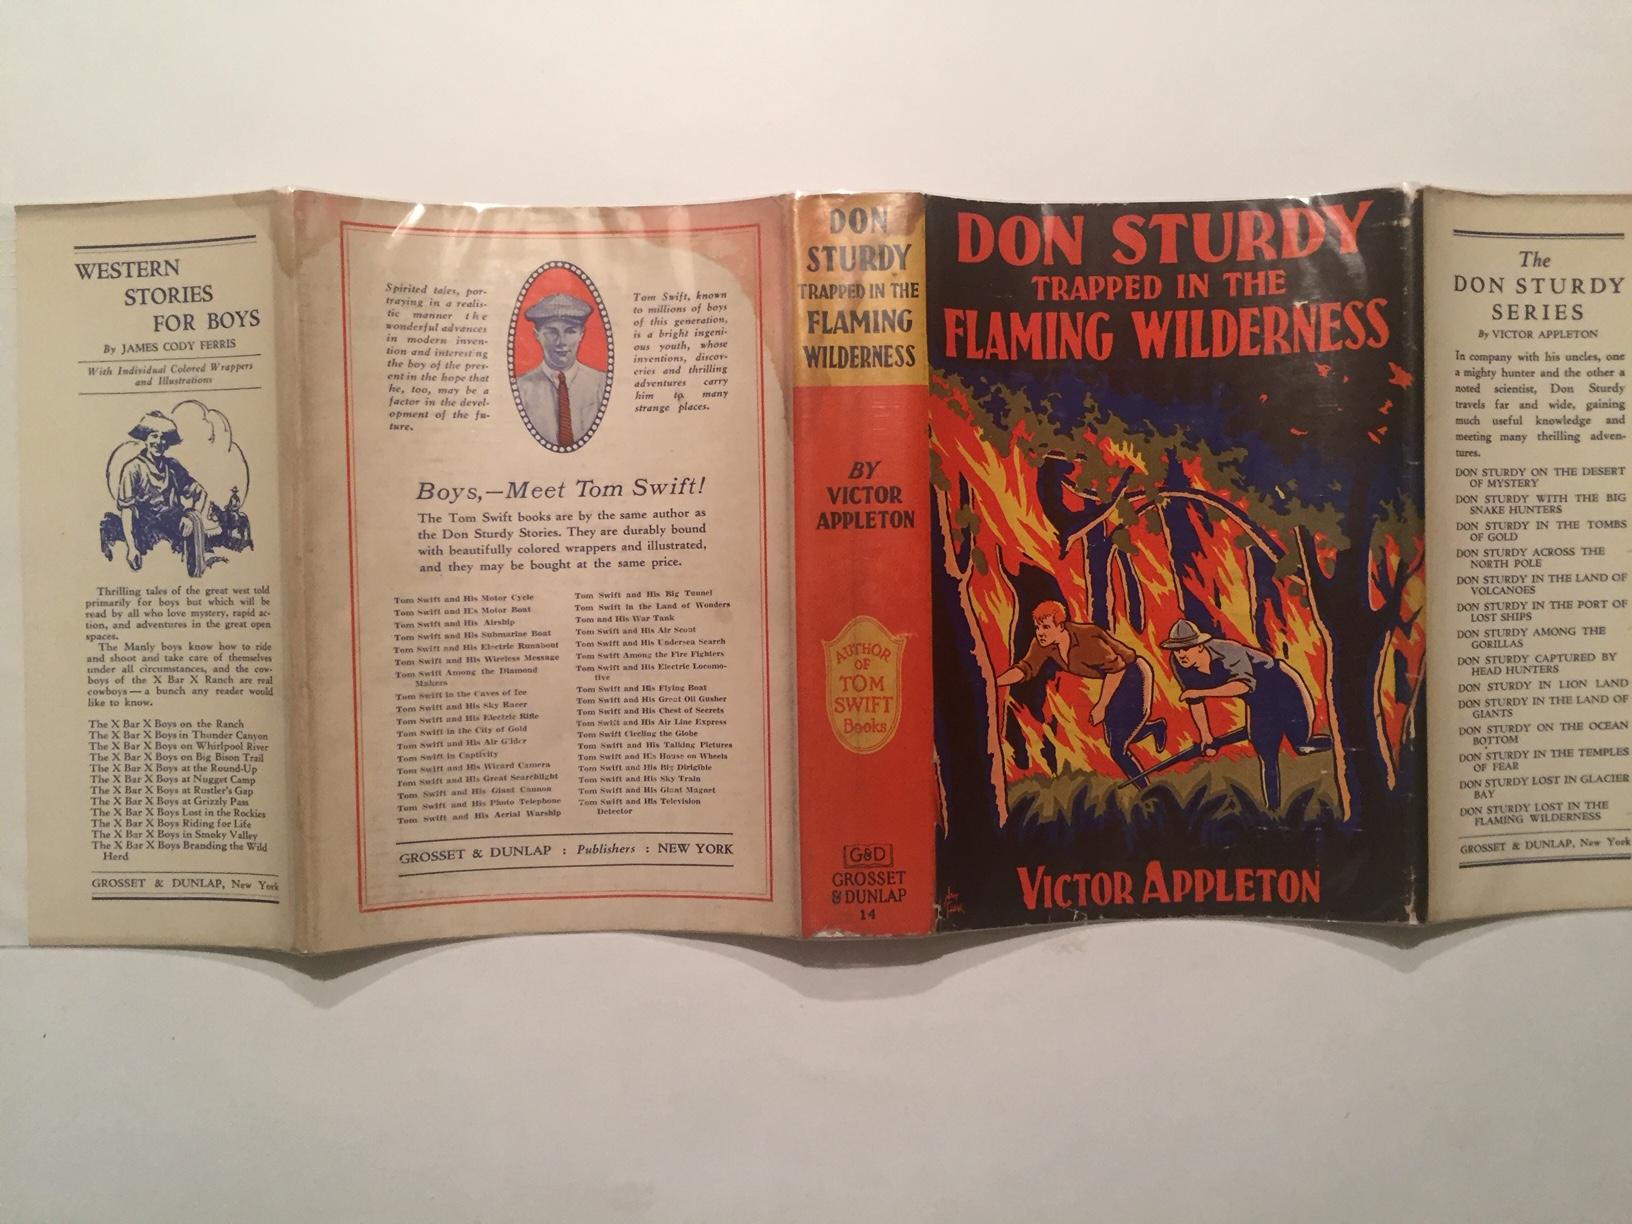 WESTERN
STORIES
FOR BOYS
By JAMES CODY FERRIS
With Individual Colored Wrappers
and Illustrations
Thrilling tales of the great west told
primarily for boys but which will be
read by all who love mystery, rapid ac-
tion, and adventures in the great open
spaces.
The Manly boys know how to ride
and shoot and take care of themselves
under all circumstances, and the cow-
boys of the X Bar X Ranch are real
cowboys — a bunch any reader would
like to know.
The X Bar X Boys on the Ranch
The X Bar X Boys in Thunder Canyon
The X Bar X Boys on Whirlpool River
The X Bar X Boys on Big Bison Trail
The X Bar X Boys at the Round-Up
The X Bar X Boys at Nugget Camp
The X Bar X Boys at Rustler's Gap
The X Bar X Boys at Grizzly Pass
The X Bar X Boys Lost in the Rockies
The X Bar X Boys Riding for Life
The X Bar X Boys in Smoky Valley
The X Bar X Boys Branding the Wild
Herd
GROSSET & DUNLAP, New York
Spirited tales, por-
traying in a realis-
tic manner the
wonderful advances
in modern inven-
tion and interesting
the boy of the pres-
ent in the hope that
he, too, may be a
factor in the devel-
opment of the fu-
ture.
Tom Swift, known
to millions of boys
of this generation,
is a bright ingeni-
ous youth, whose
inventions, discov-
eries and thrilling
adventures carry
him to many
strange places.
Boys,—Meet Tom Swift!
The Tom Swift books are by the same author as
the Don Sturdy Stories. They are durably bound
with beautifully colored wrappers and illustrated,
and they may be bought at the same price.
Tom Swift and His Motor Cycle
Tom Swift and His Motor Boat
Tom Swift and His Airship
Tom Swift and His Submarine Boat
Tom Swift and His Electric Runabout
Tom Swift and His Wireless Message
Tom Swift Among the Diamond
Makers
Tom Swift in the Caves of Ice
Tom Swift and His Sky Racer
Tom Swift and His Electric Rifle
Tom Swift in the City of Gold
Tom Swift and His Air Glider
Tom Swift in Captivity
Tom Swift and His Wizard Camera
Tom Swift and His Great Searchlight
Tom Swift and His Giant Cannon
Tom Swift and His Photo Telephone
Tom Swift and His Aerial Warship
Tom Swift and His Big Tunnel
Tom Swift in the Land of Wonders
Tom and His War Tank
Tom Swift and His Air Scout
Tom Swift and His Undersea Search
Tom Swift Among the Fire Fighters
Tom Swift and His Electric Locomo-
tive
Tom Swift and His Flying Boat
Tom Swift and His Great Oil Gusher
Tom Swift and His Chest of Secrets
Tom Swift and His Air Line Express
Tom Swift Circling the Globe
Tom Swift and His Talking Pictures
Tom Swift and His House on Wheels
Tom Swift and His Big Dirigible
Tom Swift and His Sky Train
Tom Swift and His Giant Magnet
Tom Swift and His Television
Detector
GROSSET & DUNLAP : Publishers : NEW YORK
DON
STURDY
TRAPPED IN THE
FLAMING
WILDERNESS
BY
VICTOR
APPLETON
AUTHOR
OF
TOM
SWIFT
Books
G&D
GROSSET
& DUNLAP
14
DON STURDY
TRAPPED IN THE
FLAMING WILDERNESS
VICTOR APPLETON
The
DON STURDY
SERIES
By VICTOR APPLETON
In company with his uncles, one
a mighty hunter and the other a
noted scientist, Don Sturdy
travels far and wide, gaining
much useful knowledge and
meeting many thrilling adven-
tures.
DON STURDY ON THE DESERT
OF MYSTERY
DON STURDY WITH THE BIG
SNAKE HUNTERS
DON STURDY IN THE TOMBS
OF GOLD
DON STURDY ACROSS THE
NORTH POLE
DON STURDY IN THE LAND OF
VOLCANOES
DON STURDY IN THE PORT OF
LOST SHIPS
DON STURDY AMONG THE
GORILLAS
DON STURDY CAPTURED BY
HEAD HUNTERS
DON STURDY IN LION LAND
DON STURDY IN THE LAND OF
GIANTS
DON STURDY ON THE OCEAN
BOTTOM
DON STURDY IN THE TEMPLES
OF FEAR
DON STURDY LOST IN GLACIER
BAY
DON STURDY LOST IN THE
FLAMING WILDERNESS
GROSSET & DUNLAP, New York